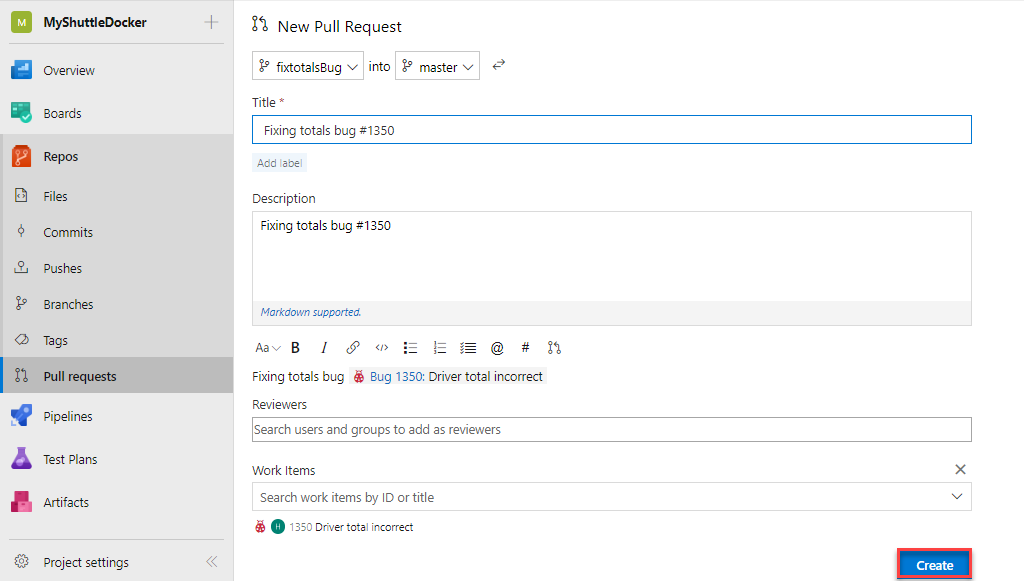 M MyShuttleDocker
Overview
Boards
Repos
Files
Commits
Pushes
Branches
Tags
Pull requests
Pipelines
Test Plans
Artifacts
Project settings
New Pull Request
fixtotalsBug into master
Title *
Fixing totals bug #1350
Add label
Description
Fixing totals bug #1350
Markdown supported.
Aa B I </> @ #
Fixing totals bug Bug 1350: Driver total incorrect
Reviewers
Search users and groups to add as reviewers
Work Items
Search work items by ID or title
H 1350 Driver total incorrect
Create